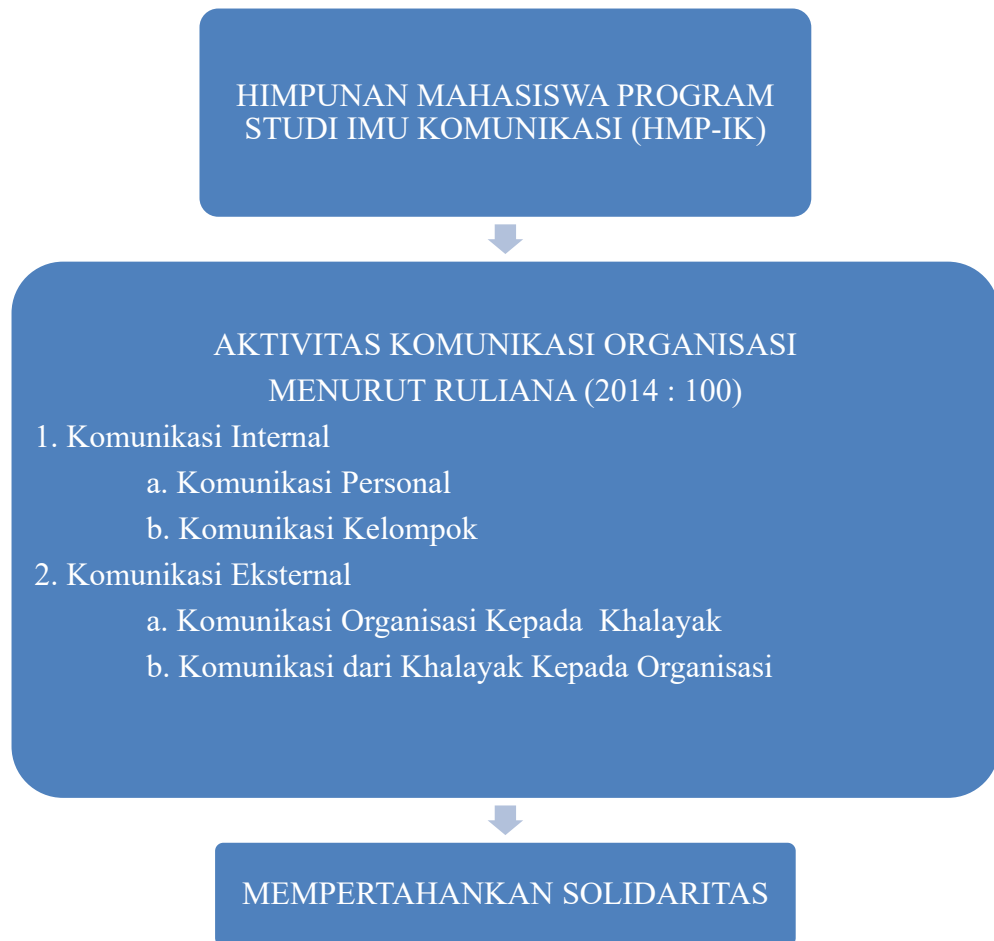 HIMPUNAN MAHASISWA PROGRAM
STUDI IMU KOMUNIKASI (HMP-IK)
AKTIVITAS KOMUNIKASI ORGANISASI
MENURUT RULIANA (2014 : 100)
1. Komunikasi Internal
a. Komunikasi Personal
b. Komunikasi Kelompok
2. Komunikasi Eksternal
a. Komunikasi Organisasi Kepada  Khalayak
b. Komunikasi dari Khalayak Kepada Organisasi
MEMPERTAHANKAN SOLIDARITAS